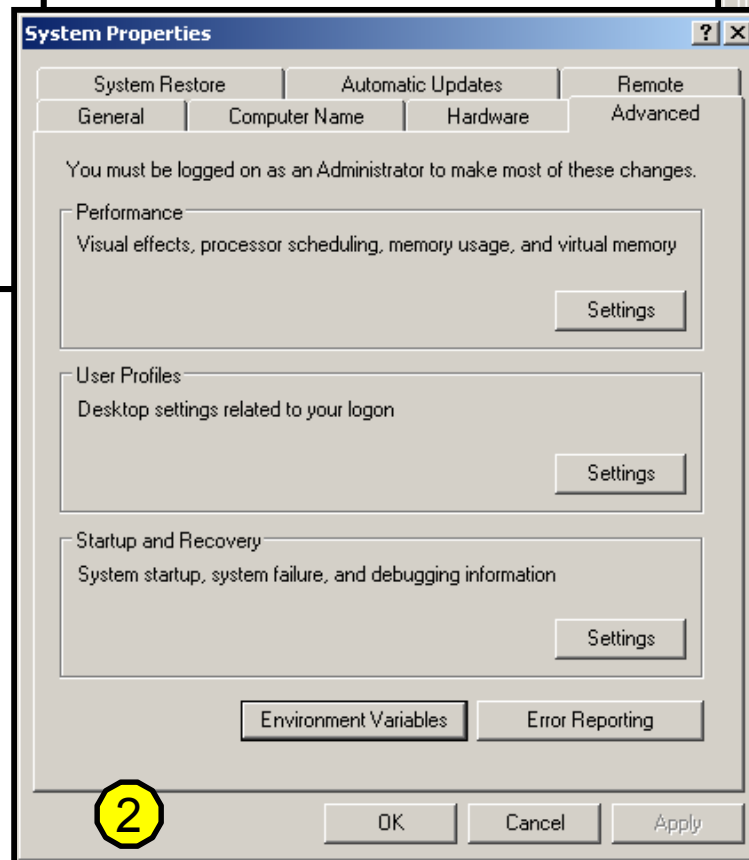 System Properties
System Restore Automatic Updates Remote
General Computer Name Hardware Advanced
You must be logged on as an Administrator to make most of these changes.
Performance
Visual effects, processor scheduling, memory usage, and virtual memory
Settings
User Profiles
Desktop settings related to your logon
Settings
Startup and Recovery
System startup, system failure, and debugging information
Settings
Environment Variables Error Reporting
2
OK Cancel Apply